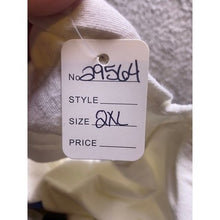 No. 29564
STYLE
SIZE 2XL
PRICE